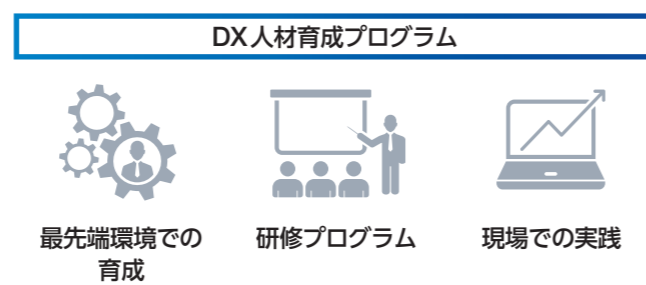 DX人材育成プログラム
最先端環境での
育成
研修プログラム
現場での実践